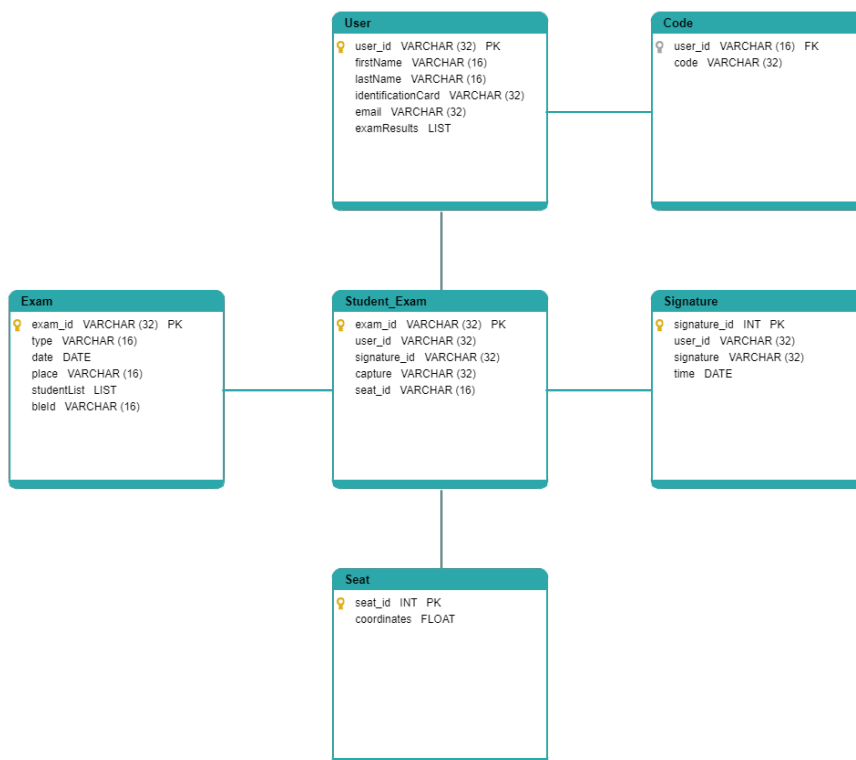 User
user_id VARCHAR (32) PK
firstName VARCHAR (16)
lastName VARCHAR (16)
identificationCard VARCHAR (32)
email VARCHAR (32)
examResults LIST
Code
user_id VARCHAR (16) FK
code VARCHAR (32)
Exam
exam_id VARCHAR (32) PK
type VARCHAR (16)
date DATE
place VARCHAR (16)
studentList LIST
bleId VARCHAR (16)
Student_Exam
exam_id VARCHAR (32) PK
user_id VARCHAR (32)
signature_id VARCHAR (32)
capture VARCHAR (32)
seat_id VARCHAR (16)
Signature
signature_id INT PK
user_id VARCHAR (32)
signature VARCHAR (32)
time DATE
Seat
seat_id INT PK
coordinates FLOAT